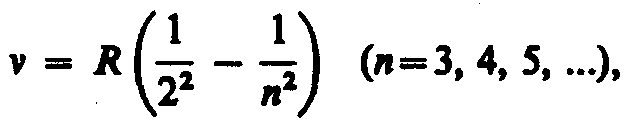 ν = R(1/2² − 1/n²) (n=3, 4, 5, ...),